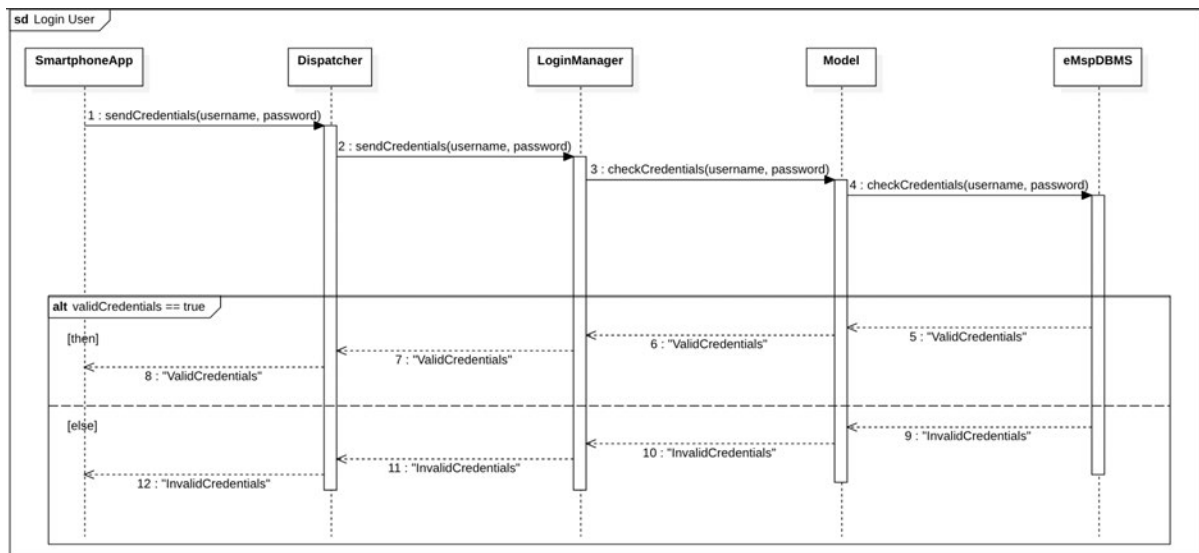 sd Login User
SmartphoneApp
Dispatcher
LoginManager
Model
eMspDBMS
1 : sendCredentials(username, password)
2 : sendCredentials(username, password)
3 : checkCredentials(username, password)
4 : checkCredentials(username, password)
alt validCredentials == true
[then]
5 : "ValidCredentials"
6 : "ValidCredentials"
7 : "ValidCredentials"
8 : "ValidCredentials"
[else]
9 : "InvalidCredentials"
10 : "InvalidCredentials"
11 : "InvalidCredentials"
12 : "InvalidCredentials"